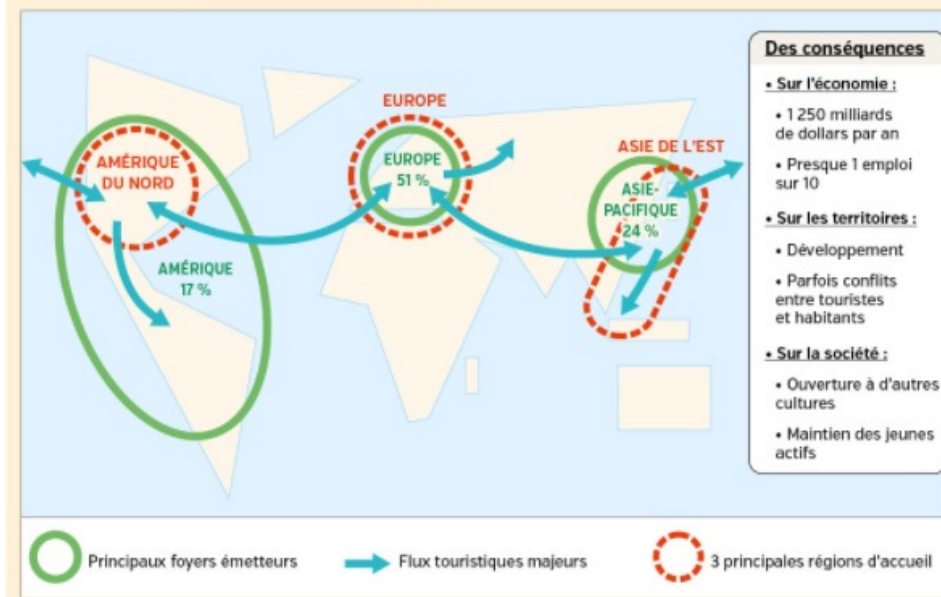 EUROPE
AMÉRIQUE
DU NORD
EUROPE
51 %
ASIE DE L'EST
ASIE-
PACIFIQUE
24 %
AMÉRIQUE
17 %
Des conséquences
• Sur l'économie :
• 1 250 milliards
de dollars par an
• Presque 1 emploi
sur 10
• Sur les territoires :
• Développement
• Parfois conflits
entre touristes
et habitants
• Sur la société :
• Ouverture à d'autres
cultures
• Maintien des jeunes
actifs
Principaux foyers émetteurs
Flux touristiques majeurs
3 principales régions d'accueil